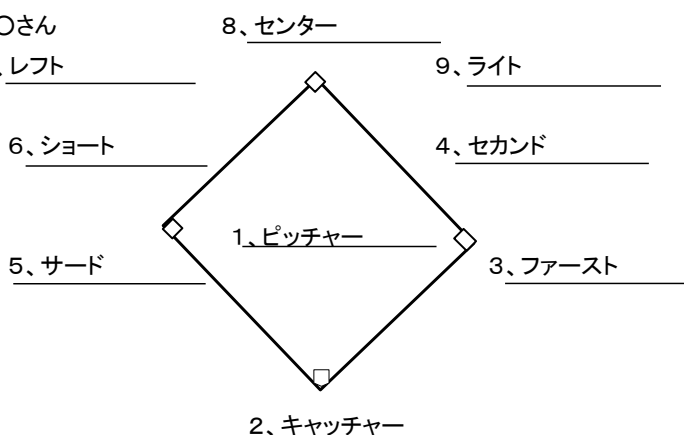 〇さん
8、センター
、レフト
9、ライト
6、ショート
4、セカンド
1、ピッチャー
5、サード
3、ファースト
2、キャッチャー